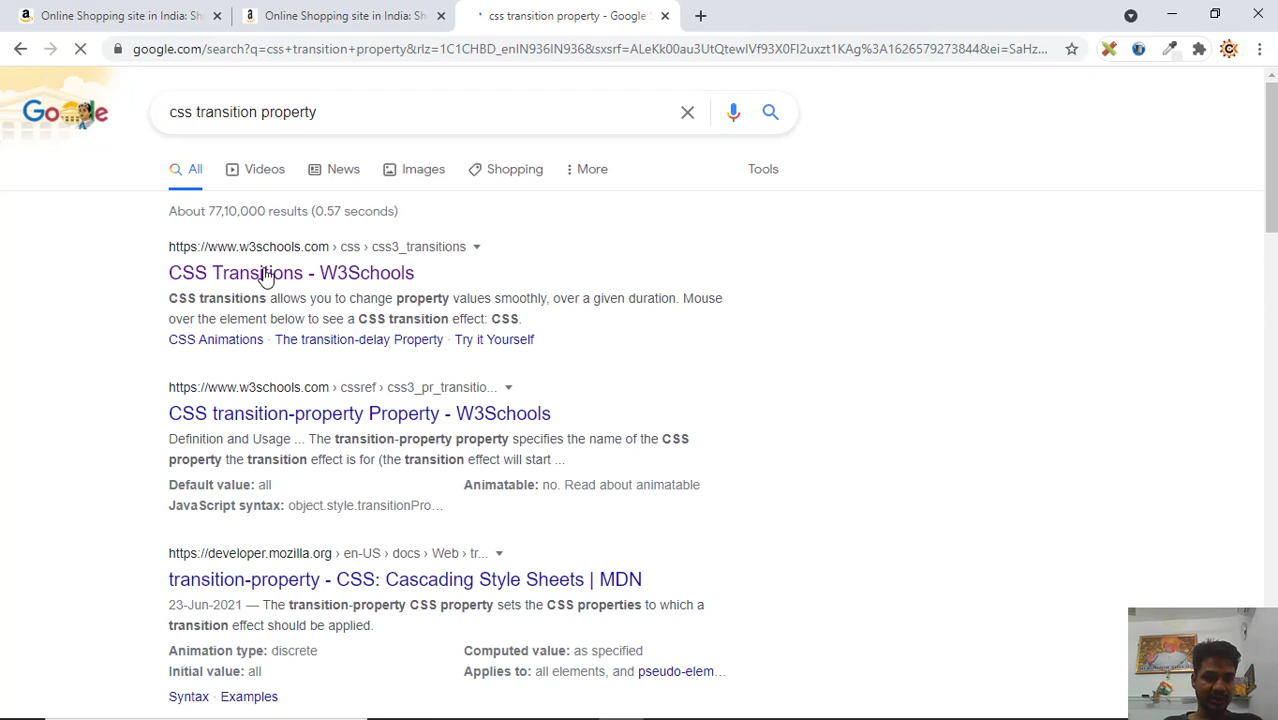 Online Shopping site in India: Sh
Online Shopping site in India: Sh
css transition property - Google S
google.com/search?q=css+transition+property&rlz=1C1CHBD_enIN936IN936&sxsrf=ALeKk00au3UtQtewIVf93X0FI2uxzt1KAg%3A1626579273844&ei=SaHz...
Google
css transition property
All
Videos
News
Images
Shopping
More
Tools
About 77,10,000 results (0.57 seconds)
https://www.w3schools.com › css › css3_transitions
CSS Transitions - W3Schools
CSS transitions allows you to change property values smoothly, over a given duration. Mouse
over the element below to see a CSS transition effect: CSS.
CSS Animations · The transition-delay Property · Try it Yourself
https://www.w3schools.com › cssref › css3_pr_transitio...
CSS transition-property Property - W3Schools
Definition and Usage ... The transition-property property specifies the name of the CSS
property the transition effect is for (the transition effect will start ...
Default value: all
Animatable: no. Read about animatable
JavaScript syntax: object.style.transitionPro...
https://developer.mozilla.org › en-US › docs › Web › tr...
transition-property - CSS: Cascading Style Sheets | MDN
23-Jun-2021 — The transition-property CSS property sets the CSS properties to which a
transition effect should be applied.
Animation type: discrete
Computed value: as specified
Initial value: all
Applies to: all elements, and pseudo-elem...
Syntax · Examples